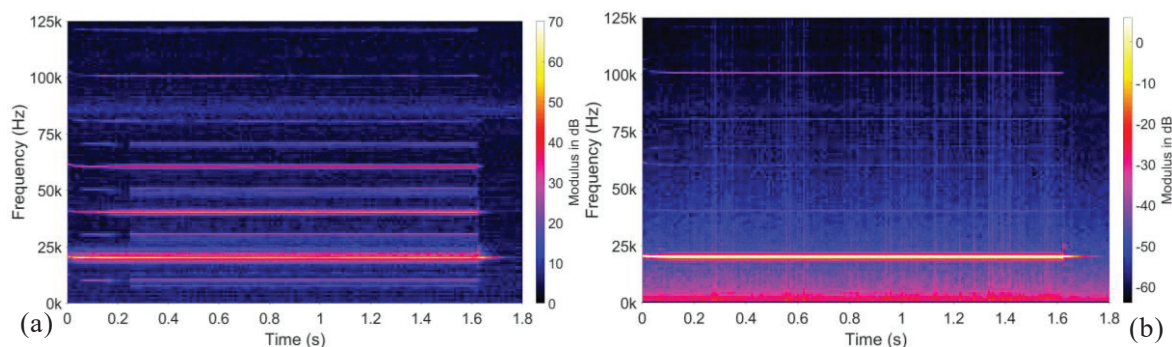 (a)
Frequency (Hz)
125k
100k
75k
50k
25k
0k
0 0.2 0.4 0.6 0.8 1 1.2 1.4 1.6 1.8
Time (s)
70
60
50
40
30
20
10
0
Modulus in dB
Frequency (Hz)
125k
100k
75k
50k
25k
0k
0 0.2 0.4 0.6 0.8 1 1.2 1.4 1.6 1.8
Time (s)
0
-10
-20
-30
-40
-50
-60
Modulus in dB
(b)